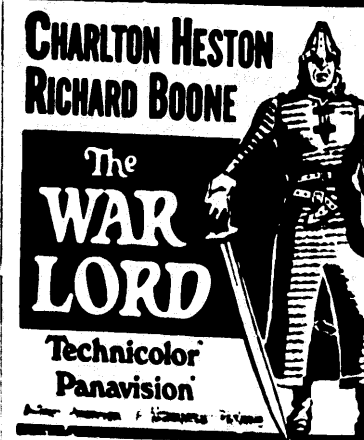 CHARLTON HESTON
RICHARD BOONE
The
WAR
LORD
Technicolor
Panavision